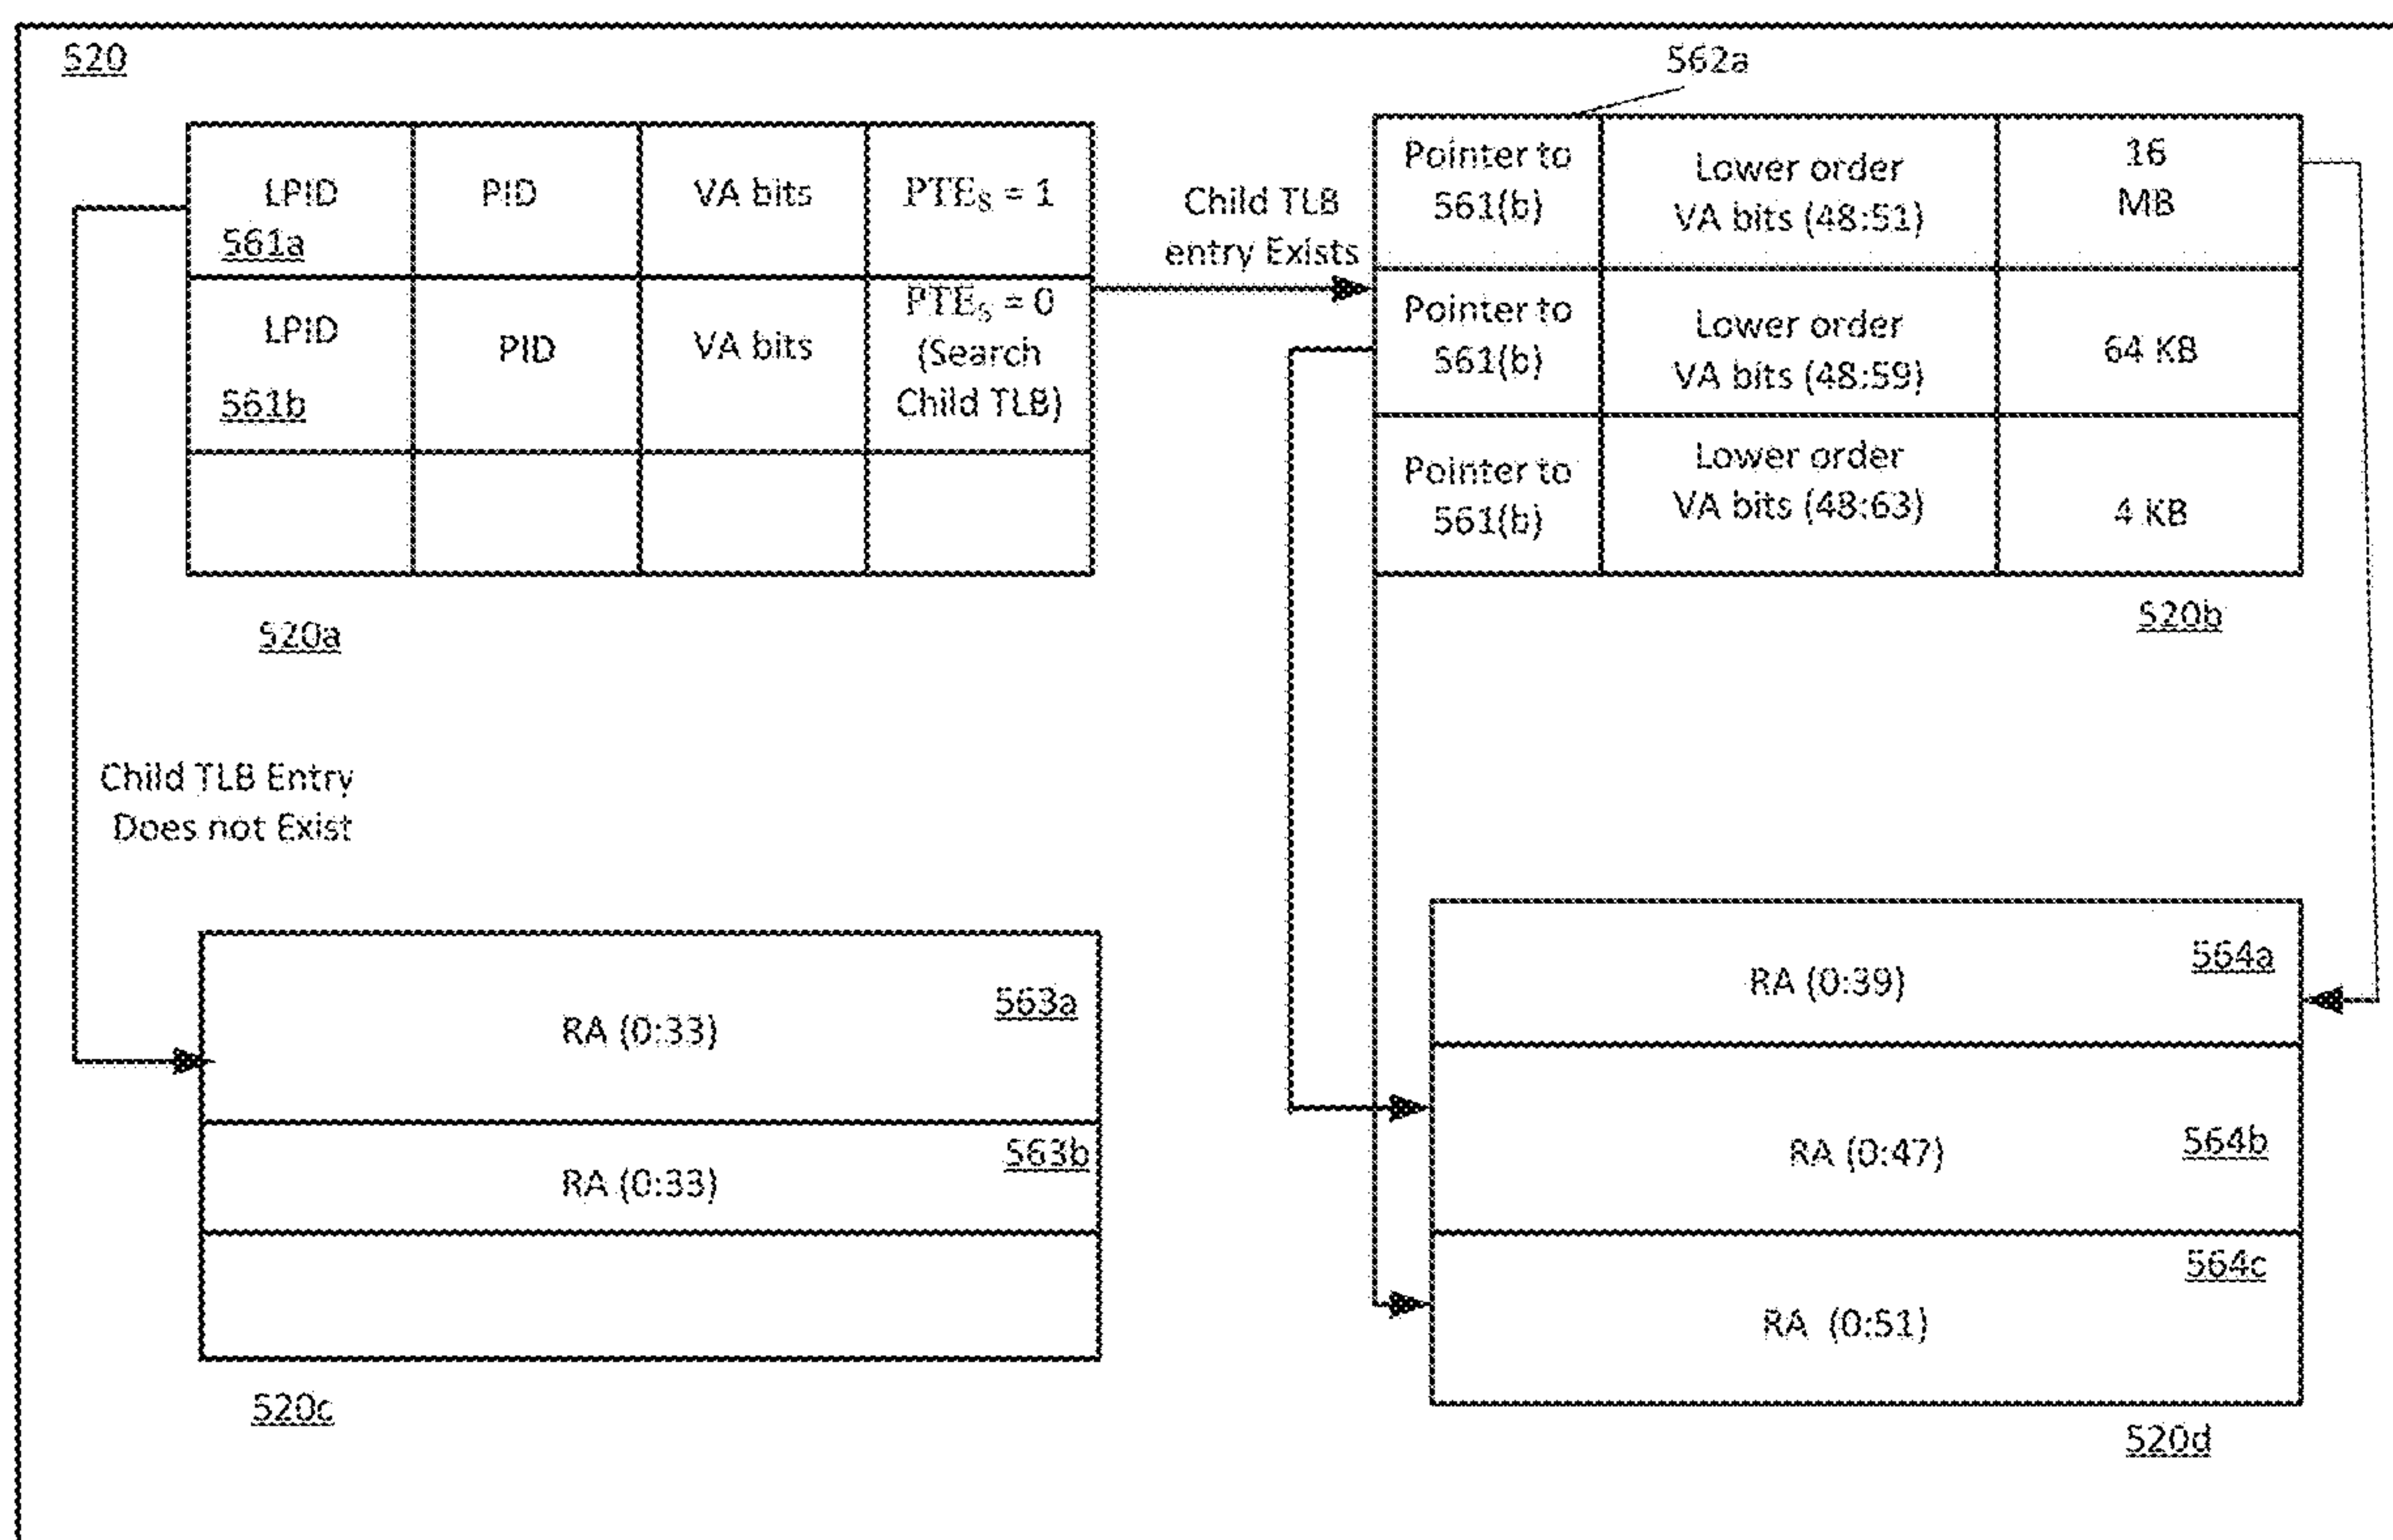 520
562a
LPID
561a
PID
VA bits
PTE₈ = 1
LPID
561b
PID
VA bits
PTE₈ = 0
(Search
Child TLB)
520a
Child TLB
entry Exists
Pointer to
561(b)
Lower order
VA bits (48:51)
16
MB
Pointer to
561(b)
Lower order
VA bits (48:59)
64 KB
Pointer to
561(b)
Lower order
VA bits (48:63)
4 KB
520b
Child TLB Entry
Does not Exist
RA (0:33)
563a
RA (0:33)
563b
520c
RA (0:39)
564a
RA (0:47)
564b
RA (0:51)
564c
520d